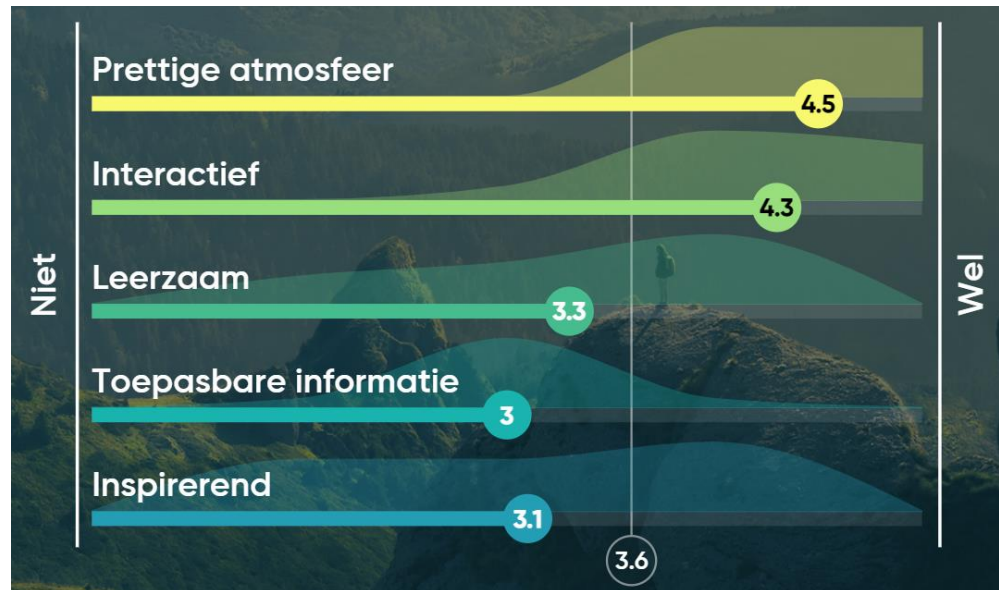 Prettige atmosfeer
4.5
Interactief
4.3
Leerzaam
3.3
Toepasbare informatie
3
Inspirerend
3.1
3.6
Niet
Wel